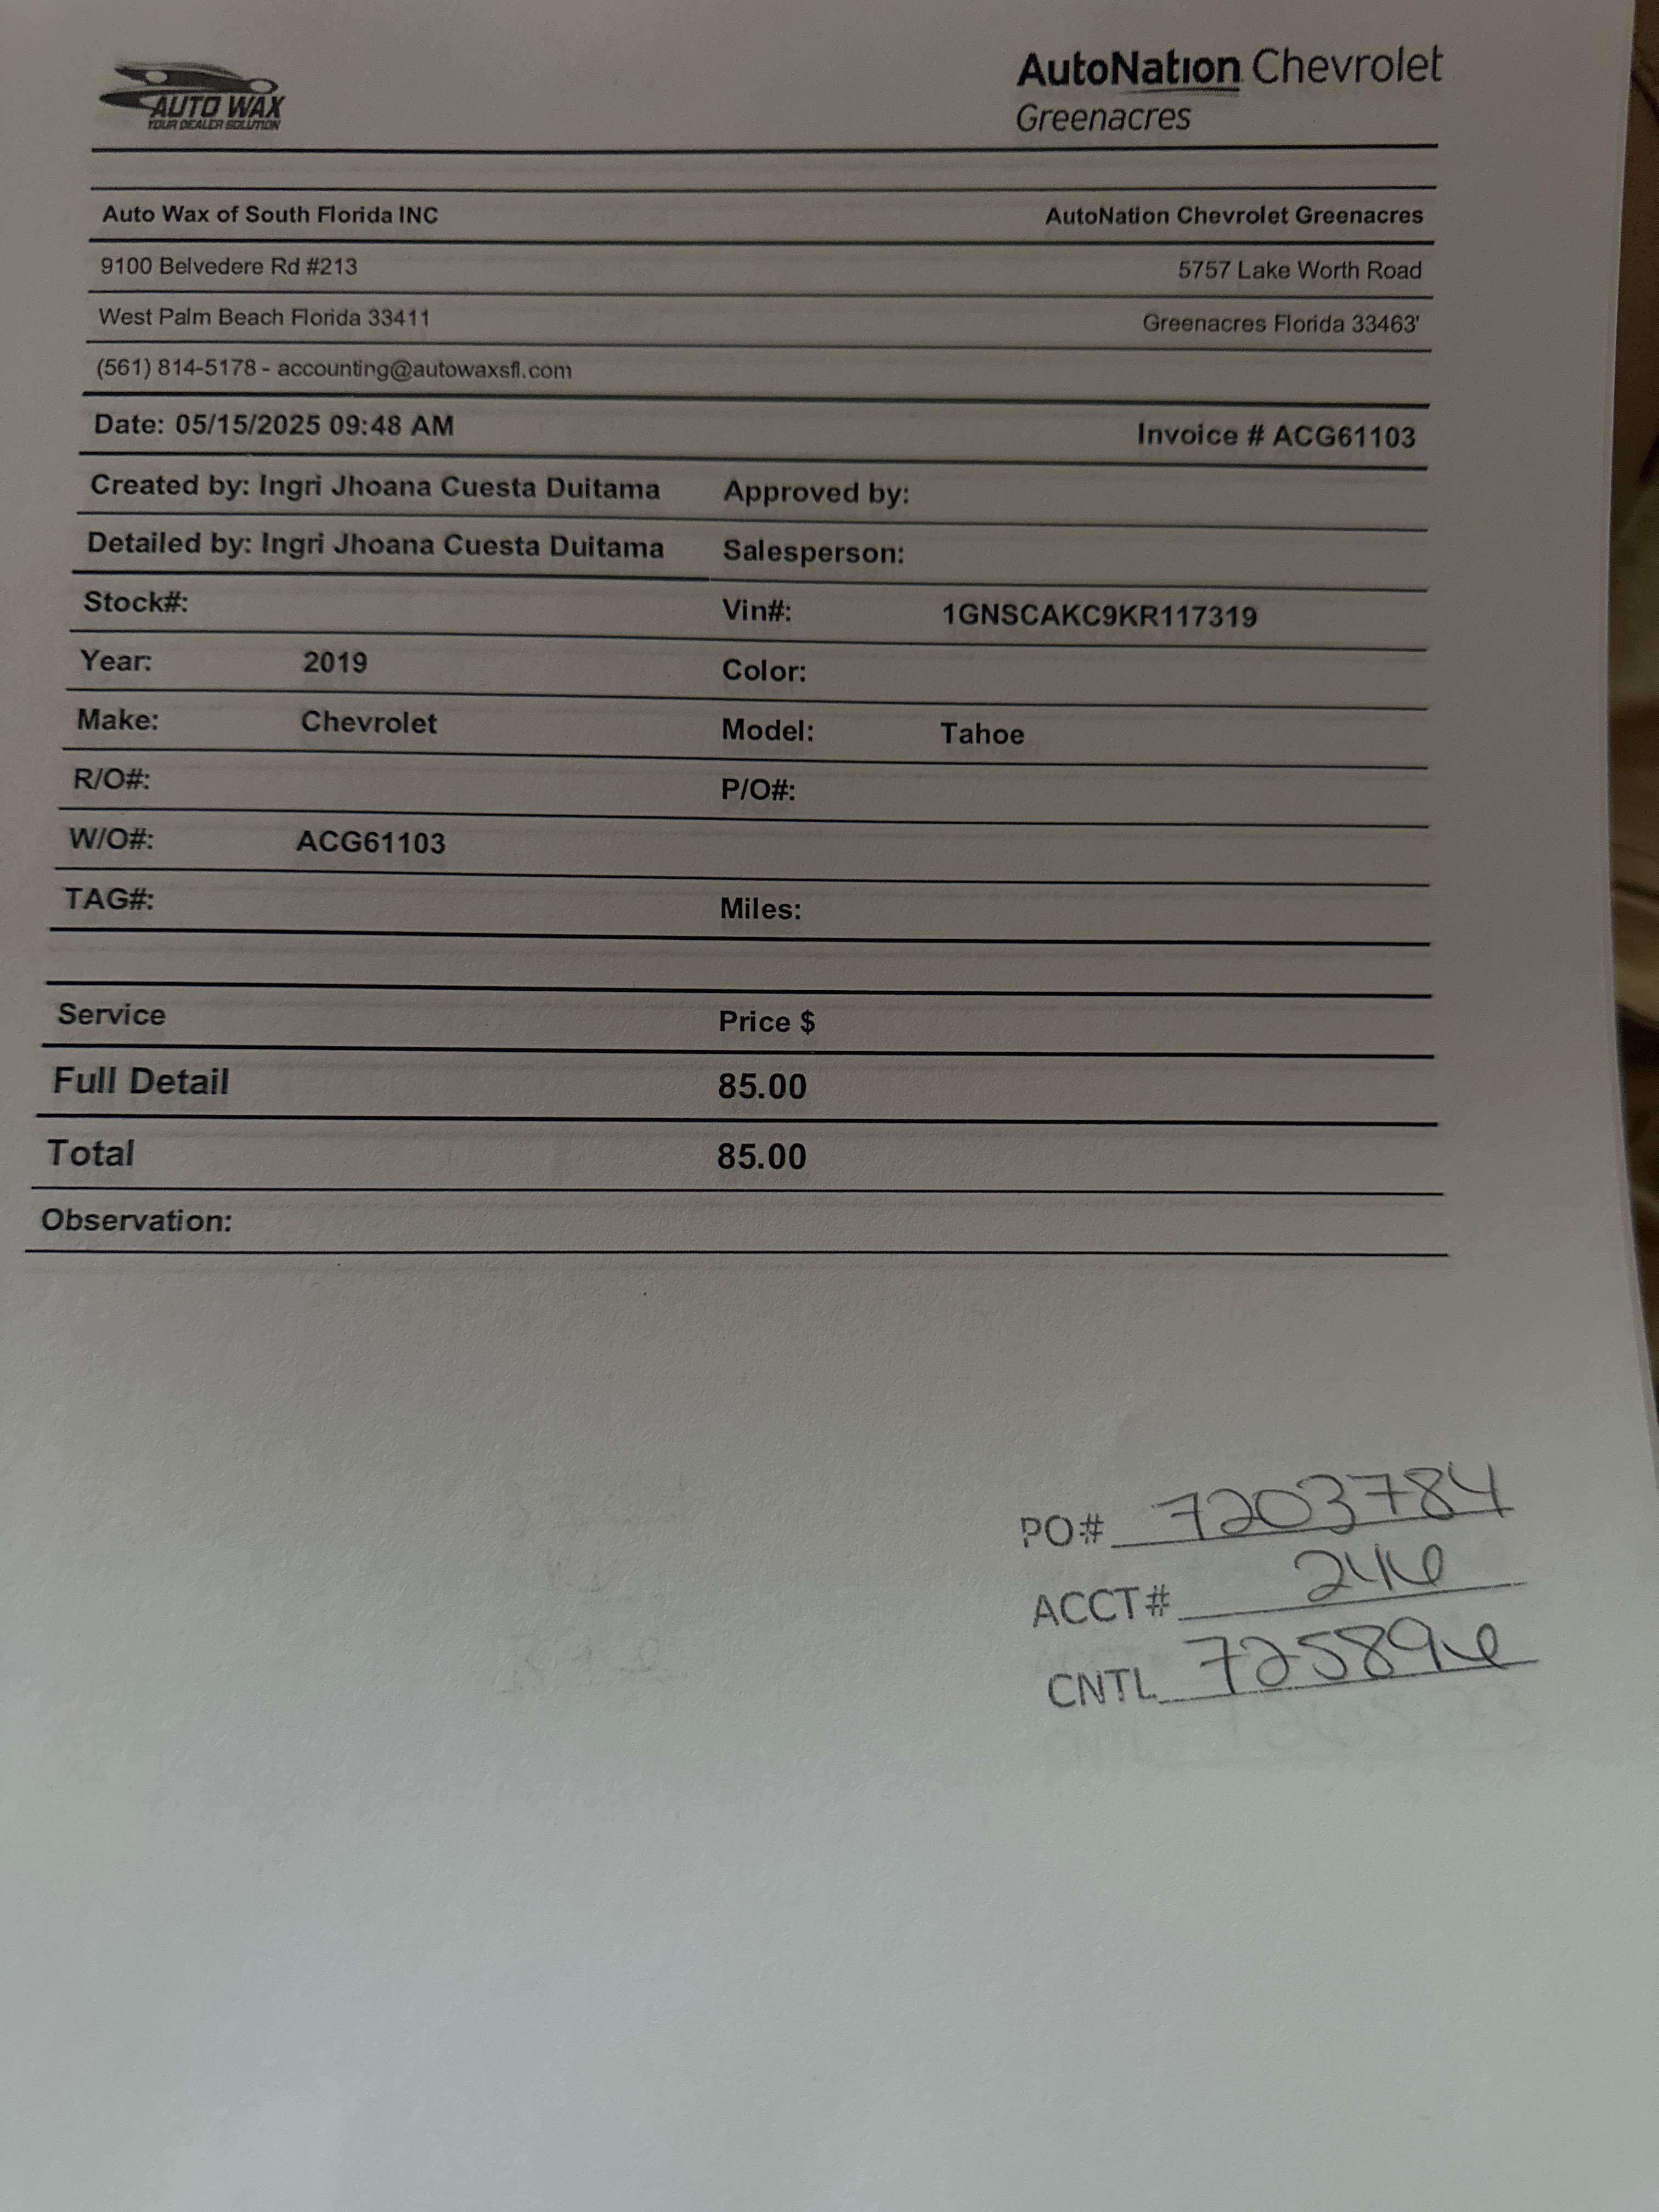 AUTO WAX
YOUR DEALER SOLUTION
AutoNation Chevrolet
Greenacres
Auto Wax of South Florida INC AutoNation Chevrolet Greenacres
9100 Belvedere Rd #213 5757 Lake Worth Road
West Palm Beach Florida 33411 Greenacres Florida 33463'
(561) 814-5178 - accounting@autowaxsfl.com
Date: 05/15/2025 09:48 AM Invoice # ACG61103
Created by: Ingri Jhoana Cuesta Duitama Approved by:
Detailed by: Ingri Jhoana Cuesta Duitama Salesperson:
Stock#: Vin#: 1GNSCAKC9KR117319
Year: 2019 Color:
Make: Chevrolet Model: Tahoe
R/O#: P/O#:
W/O#: ACG61103
TAG#: Miles:
Service Price $
Full Detail 85.00
Total 85.00
Observation:
PO# 7203784
ACCT# 246
CNTL 725896